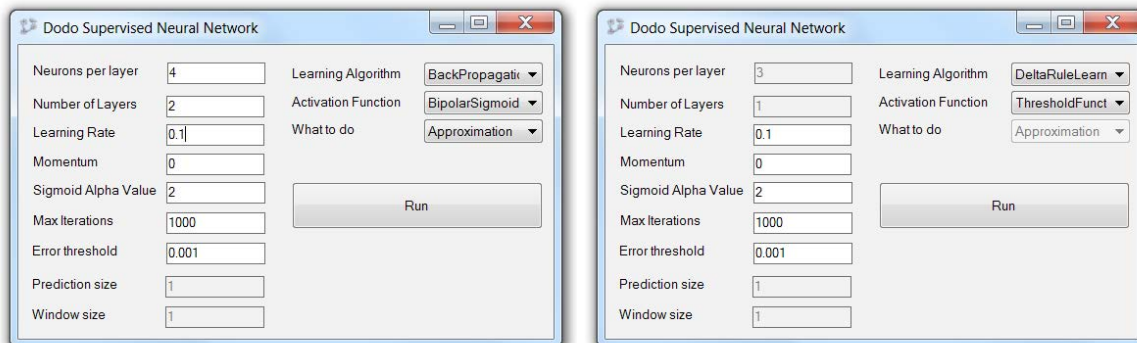 Dodo Supervised Neural Network
Neurons per layer 4 Learning Algorithm BackPropagatic
Number of Layers 2 Activation Function BipolarSigmoid
Learning Rate 0.1 What to do Approximation
Momentum 0
Sigmoid Alpha Value 2 Run
Max Iterations 1000
Error threshold 0.001
Prediction size 1
Window size 1
Dodo Supervised Neural Network
Neurons per layer 3 Learning Algorithm DeltaRuleLearn
Number of Layers 1 Activation Function ThresholdFunct
Learning Rate 0.1 What to do Approximation
Momentum 0
Sigmoid Alpha Value 2 Run
Max Iterations 1000
Error threshold 0.001
Prediction size 1
Window size 1